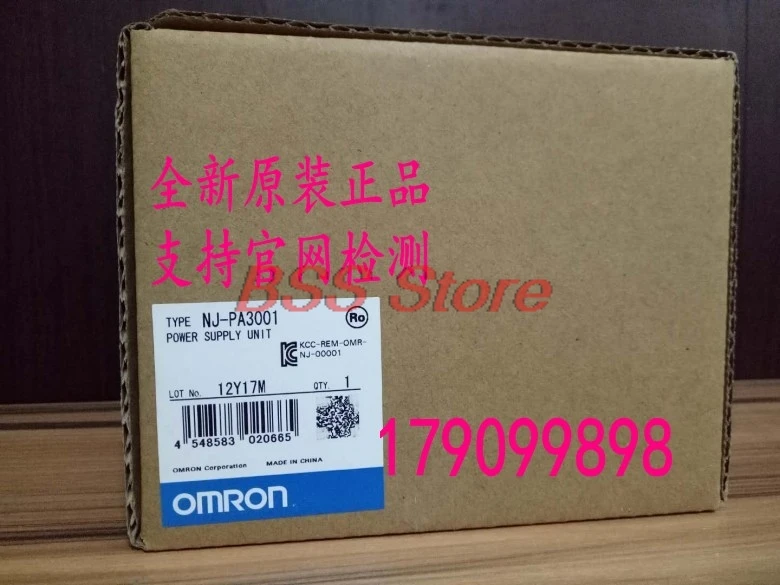 全新原装正品
支持官网检测
BSS Store
TYPE NJ-PA3001
Ro
POWER SUPPLY UNIT
KCC-REM-OMR-
NJ-00001
LOT No. 12Y17M
QTY. 1
4 548583 020665
179099898
OMRON Corporation MADE IN CHINA
OMRON